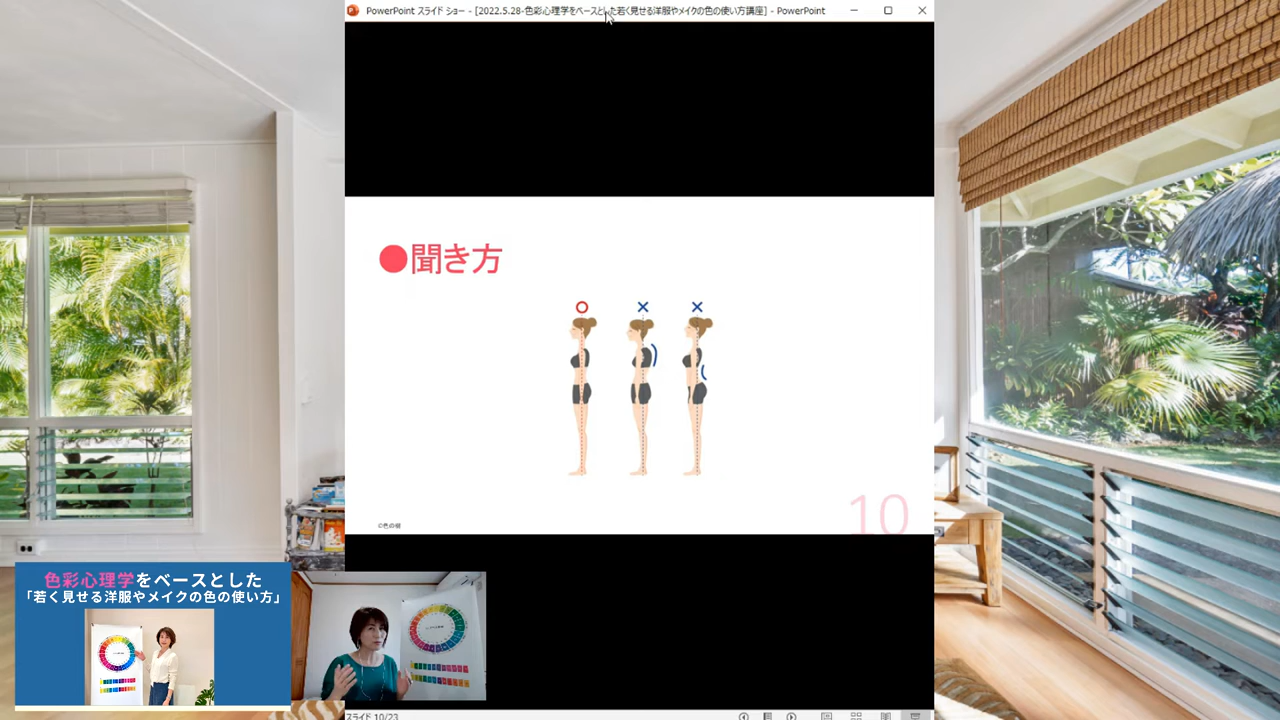 PowerPoint スライド ショー - [2022.5.28-色彩心理学をベースとした若く見せる洋服やメイクの色の使い方講座] - PowerPoint
●聞き方
10
スライド 10/23
色彩心理学をベースとした
「若く見せる洋服やメイクの色の使い方」